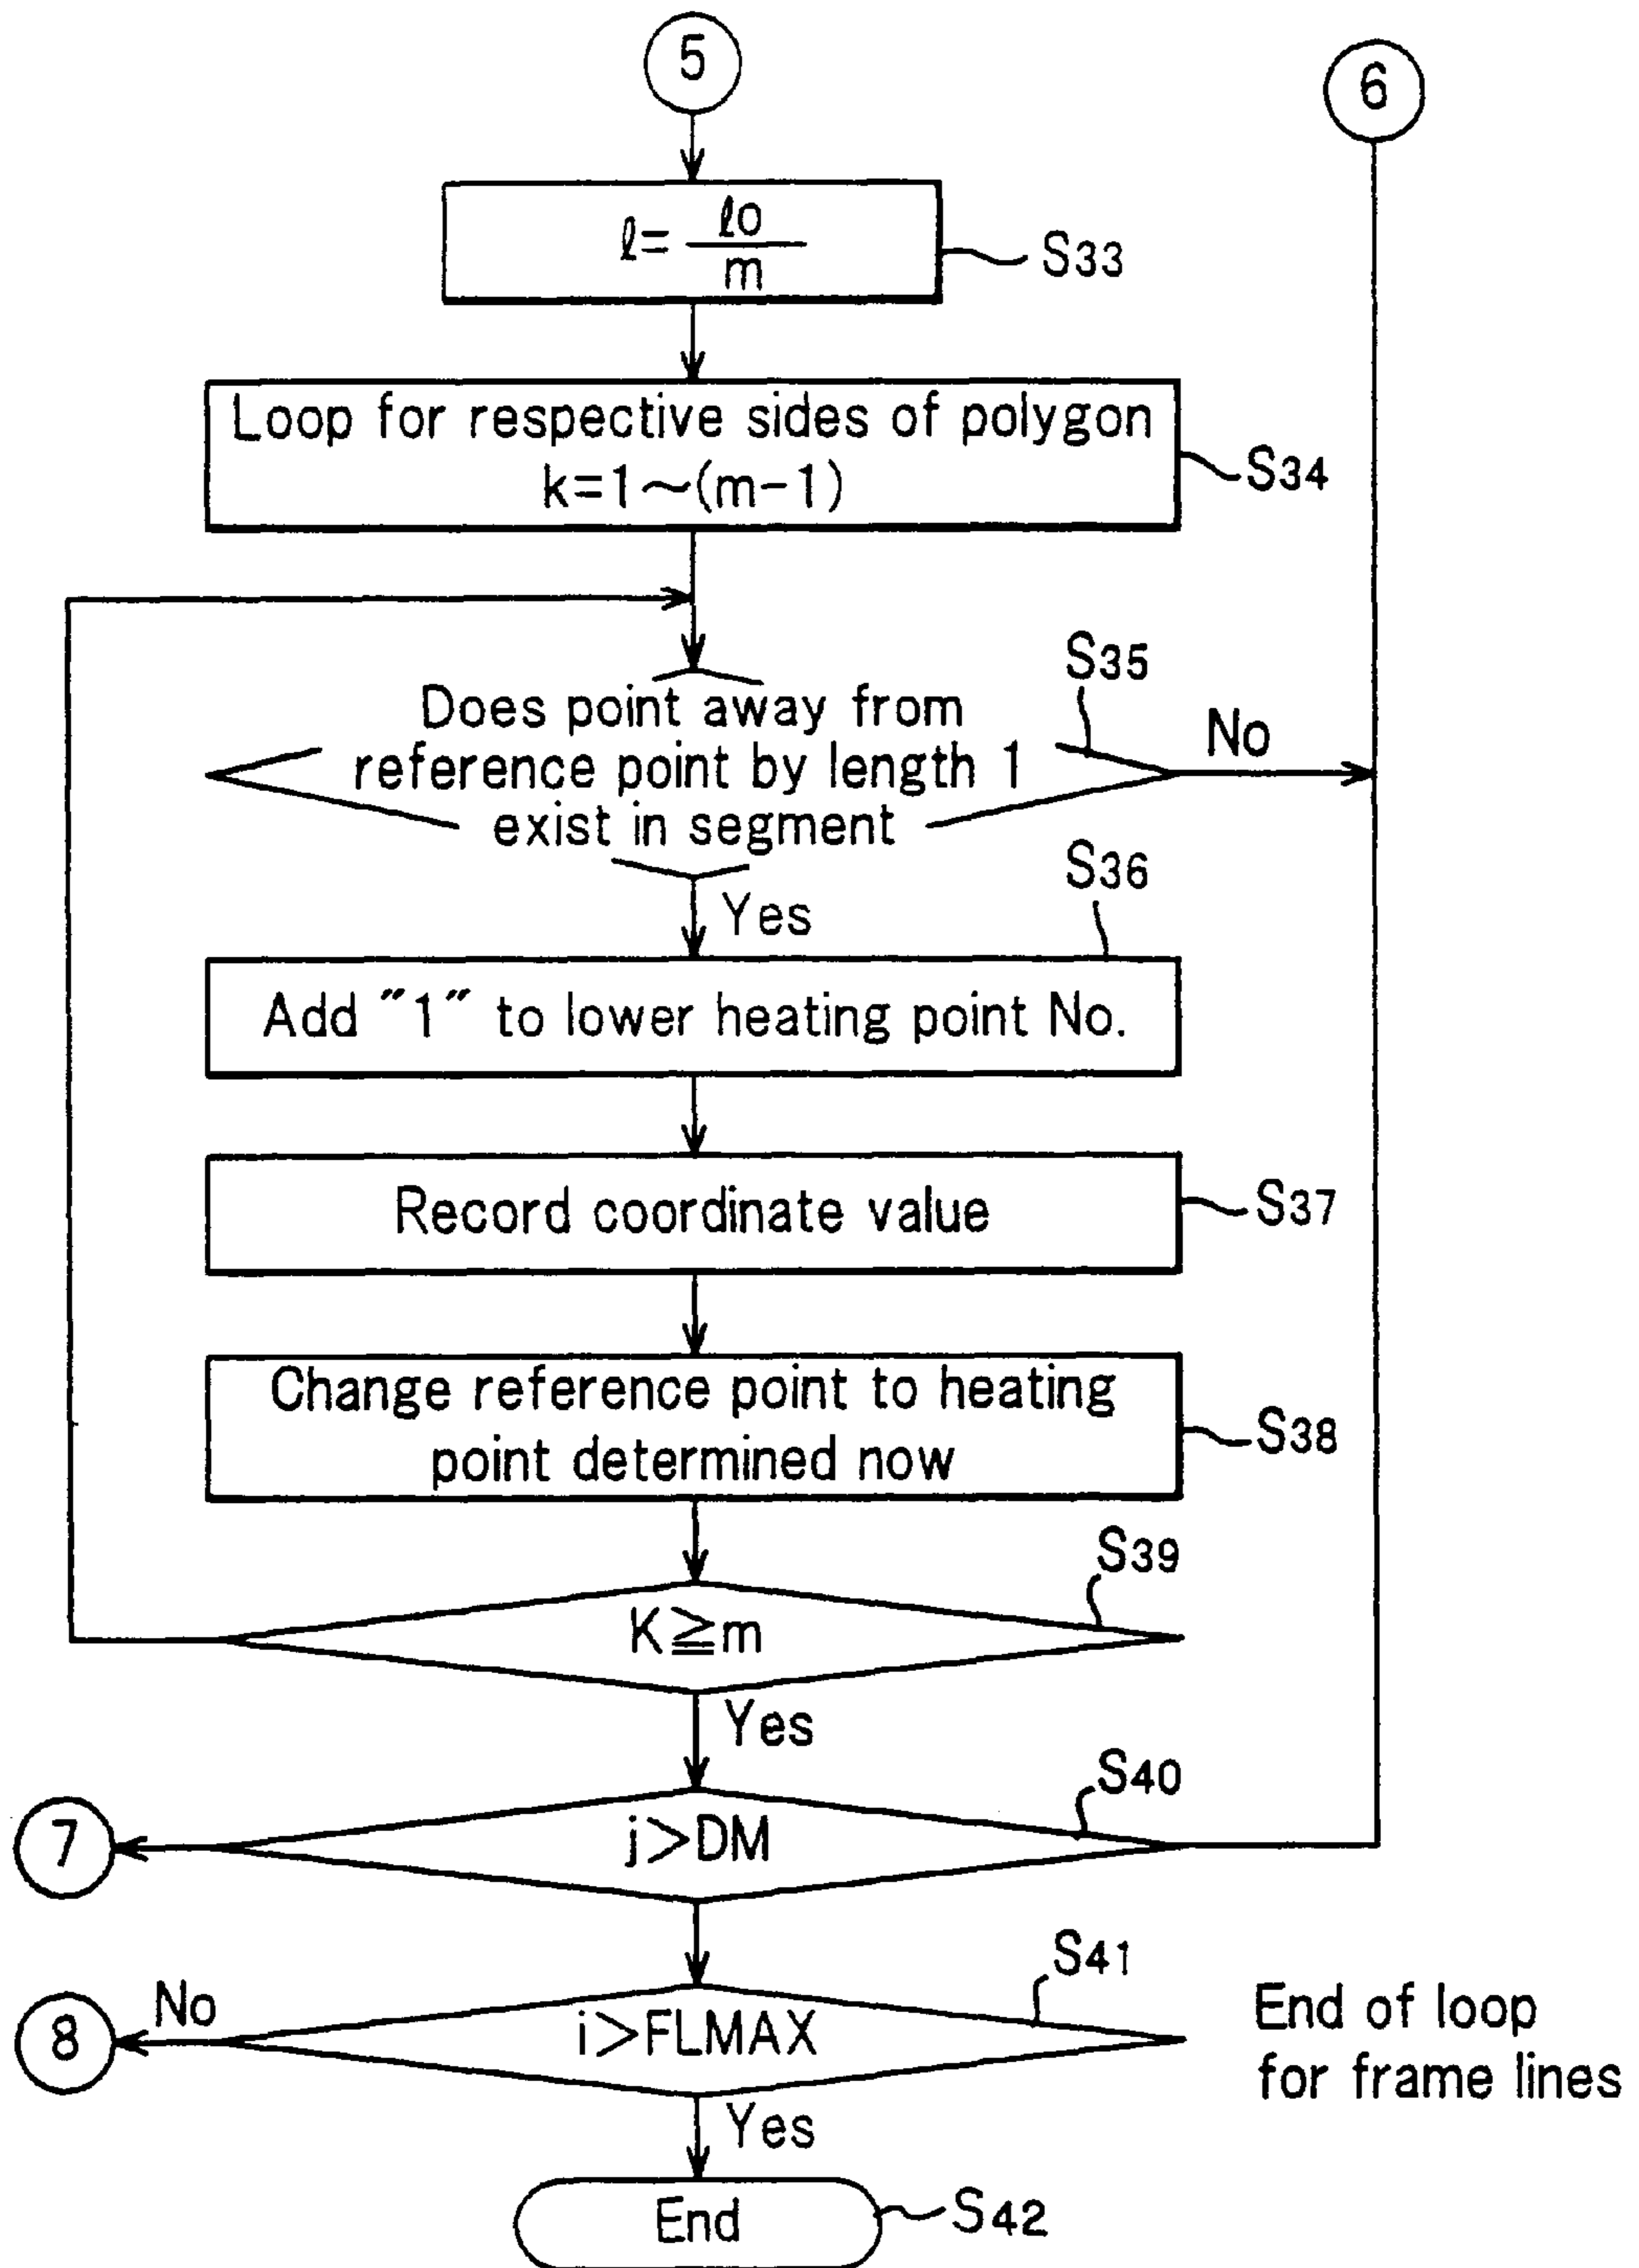 5
6
ℓ= ℓ0
m
S33
Loop for respective sides of polygon
k=1~(m-1)
S34
S35
Does point away from
reference point by length 1
exist in segment
No
Yes
S36
Add "1" to lower heating point No.
Record coordinate value
S37
Change reference point to heating
point determined now
S38
S39
K≧m
Yes
S40
7
j>DM
S41
8
No
i>FLMAX
End of loop
for frame lines
Yes
End
S42